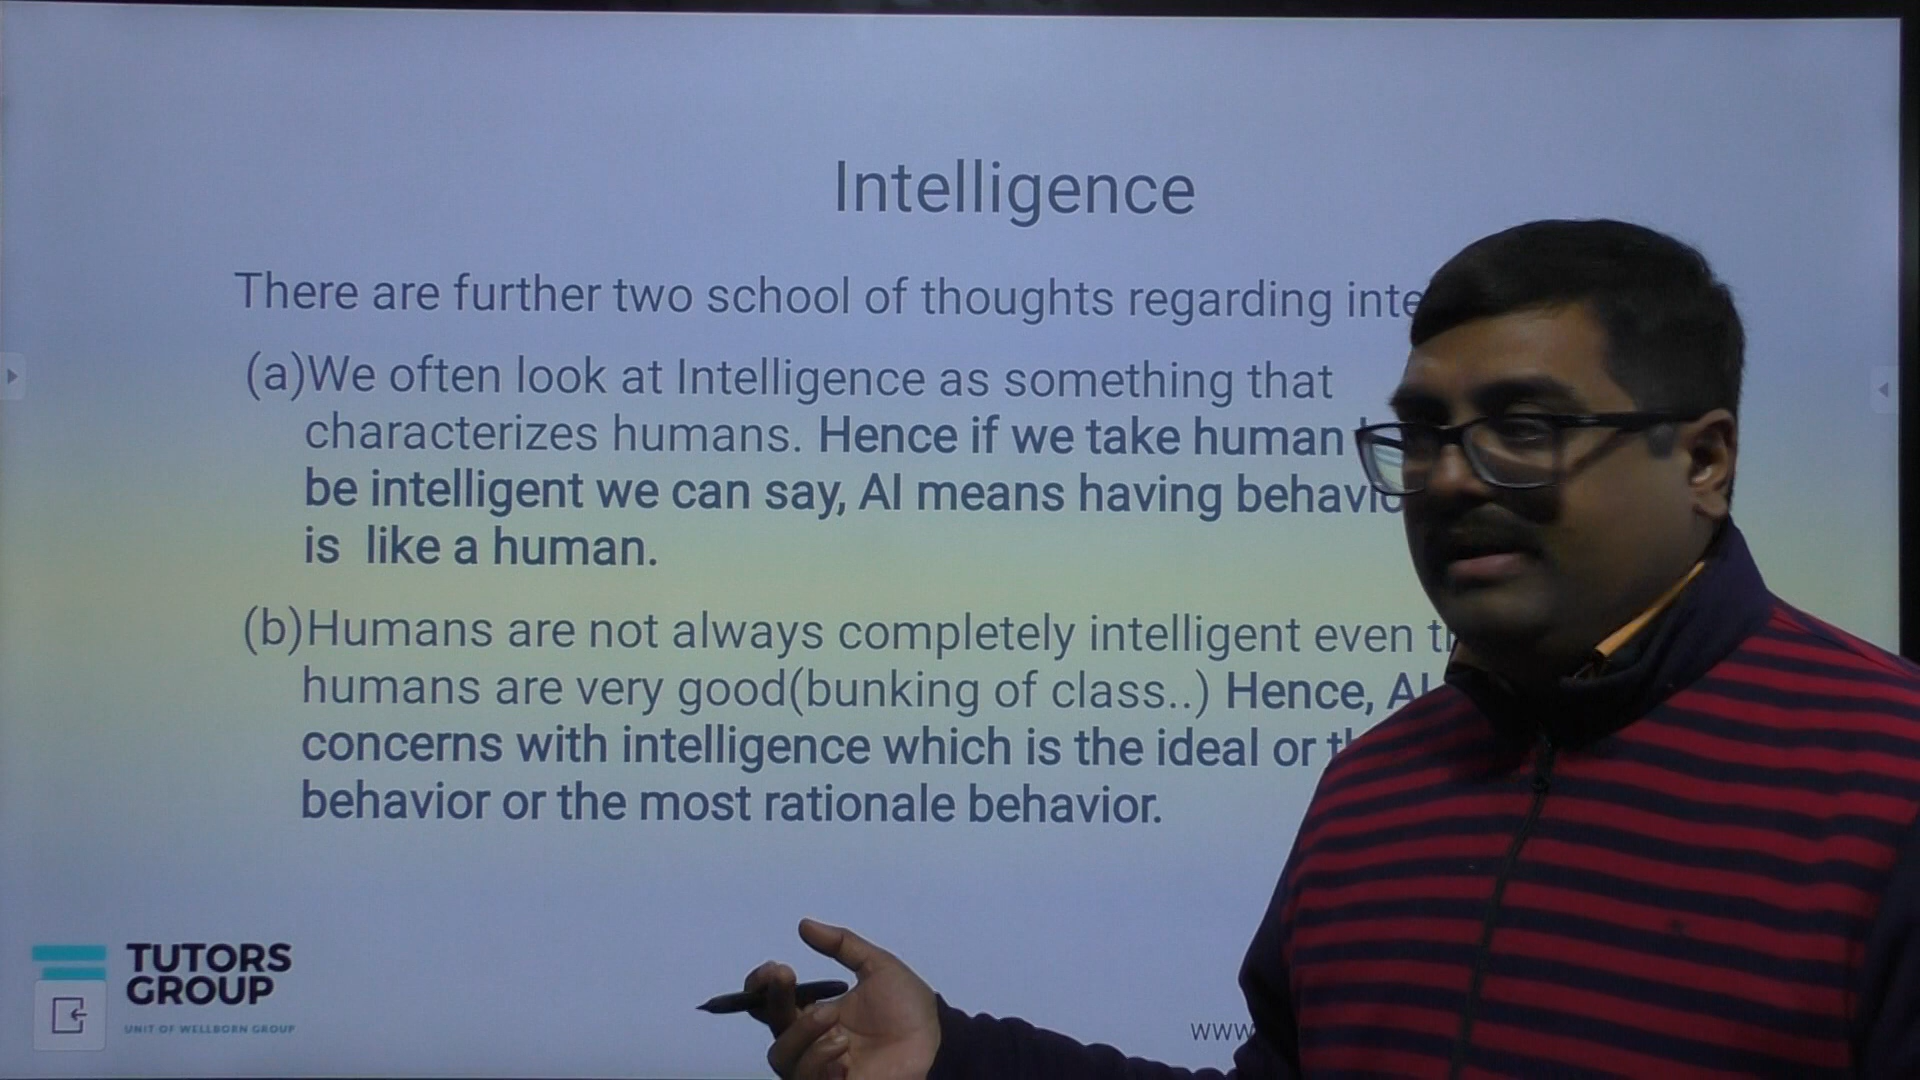 Intelligence
There are further two school of thoughts regarding
(a)We often look at Intelligence as something that
characterizes humans. Hence if we take human
be intelligent we can say, AI means having
is like a human.
(b)Humans are not always completely intelligent even
humans are very good(bunking of class..) Hence, AI
concerns with intelligence which is the ideal or
behavior or the most rationale behavior.
TUTORS
GROUP
UNIT OF WELLBORN GROUP
www